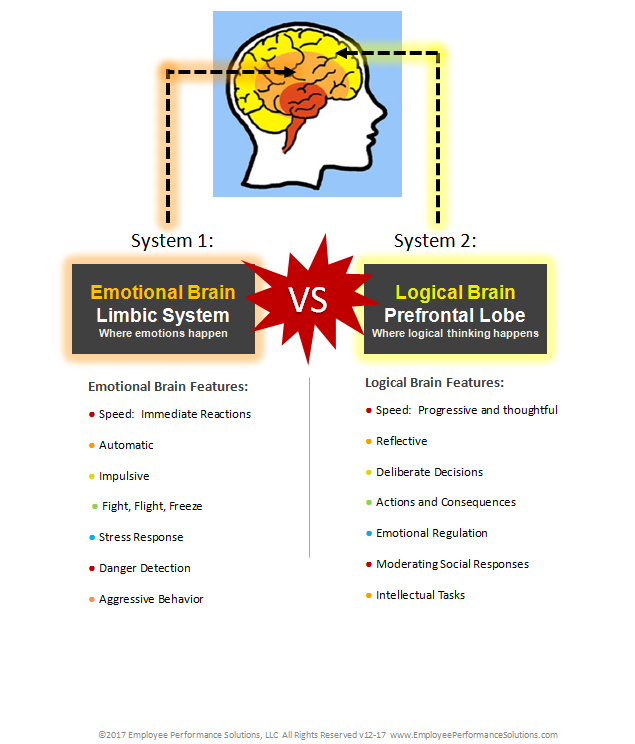 System 1:
System 2:
Emotional Brain
Limbic System
Where emotions happen
VS
Logical Brain
Prefrontal Lobe
Where logical thinking happens
Emotional Brain Features:
Speed:  Immediate Reactions
Automatic
Impulsive
Fight, Flight, Freeze
Stress Response
Danger Detection
Aggressive Behavior
Logical Brain Features:
Speed:  Progressive and thoughtful
Reflective
Deliberate Decisions
Actions and Consequences
Emotional Regulation
Moderating Social Responses
Intellectual Tasks
©2017 Employee Performance Solutions, LLC  All Rights Reserved v12-17  www.EmployeePerformanceSolutions.com